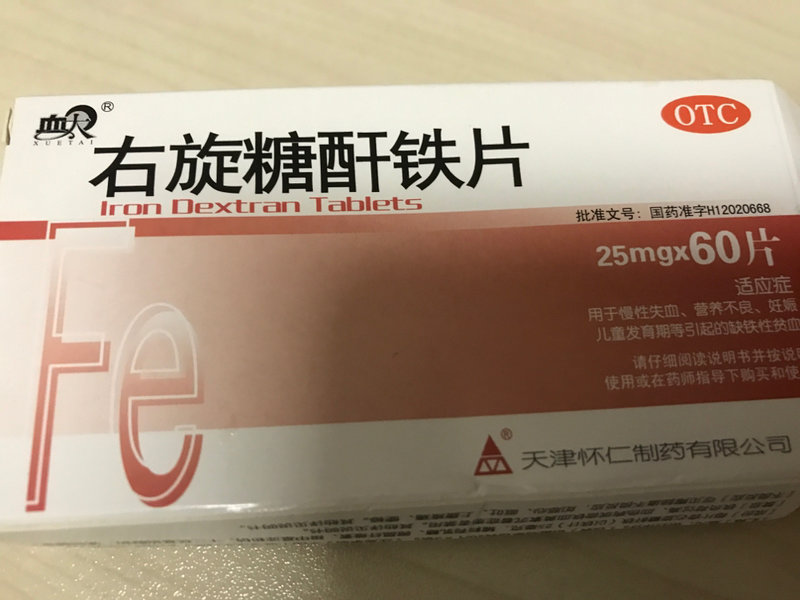 血太®
XUETAI
OTC
右旋糖酐铁片
Iron Dextran Tablets
批准文号：国药准字H12020668
25mgx60片
Fe
适应症
用于慢性失血、营养不良、妊娠
儿童发育期等引起的缺铁性贫血
请仔细阅读说明书并按说明
使用或在药师指导下购买和使
®
天津怀仁制药有限公司